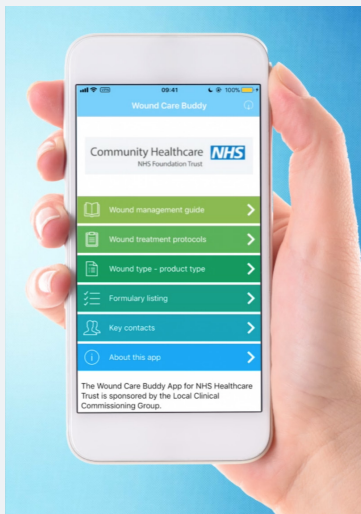 09:41 100%
Wound Care Buddy
Community Healthcare NHS
NHS Foundation Trust
Wound management guide
Wound treatment protocols
Wound type - product type
Formulary listing
Key contacts
About this app
The Wound Care Buddy App for NHS Healthcare
Trust is sponsored by the Local Clinical
Commissioning Group.